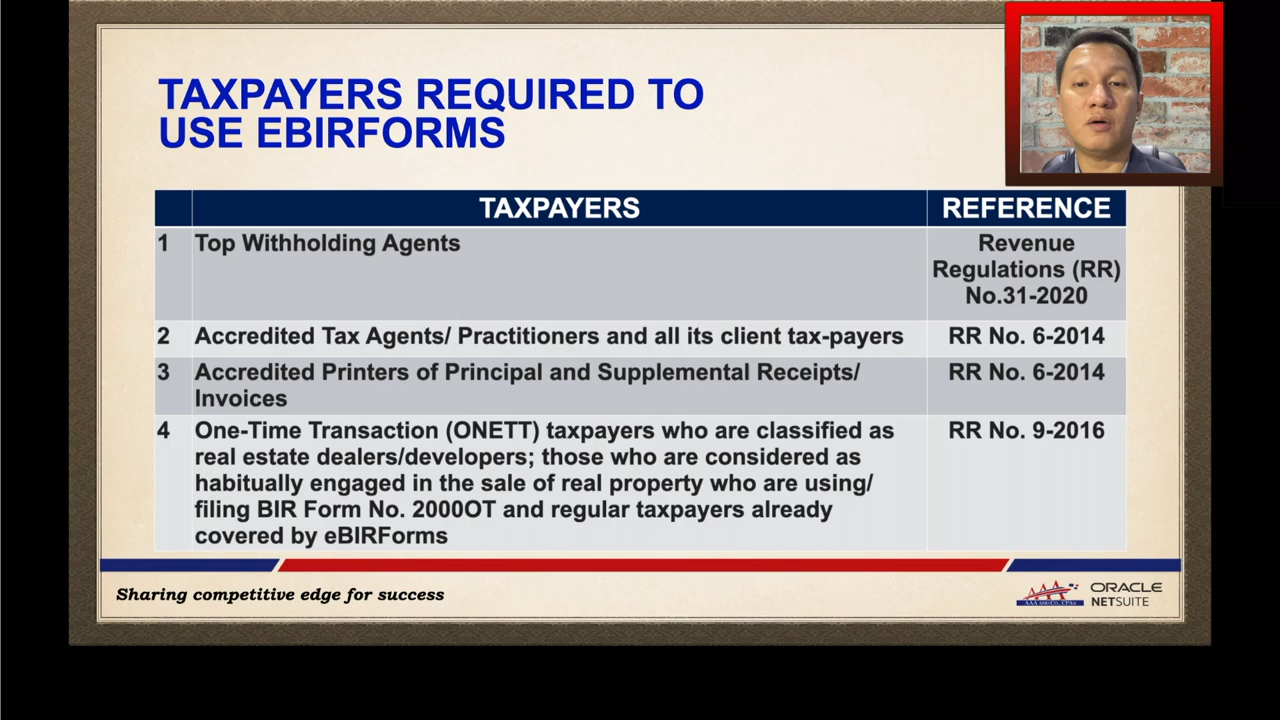 TAXPAYERS REQUIRED TO
USE EBIRFORMS
TAXPAYERS
REFERENCE
1
Top Withholding Agents
Revenue
Regulations (RR)
No.31-2020
2
Accredited Tax Agents/ Practitioners and all its client tax-payers
RR No. 6-2014
3
Accredited Printers of Principal and Supplemental Receipts/
Invoices
RR No. 6-2014
4
One-Time Transaction (ONETT) taxpayers who are classified as
real estate dealers/developers; those who are considered as
habitually engaged in the sale of real property who are using/
filing BIR Form No. 2000OT and regular taxpayers already
covered by eBIRForms
RR No. 9-2016
Sharing competitive edge for success
AAA AND CO., CPAs
ORACLE
NETSUITE